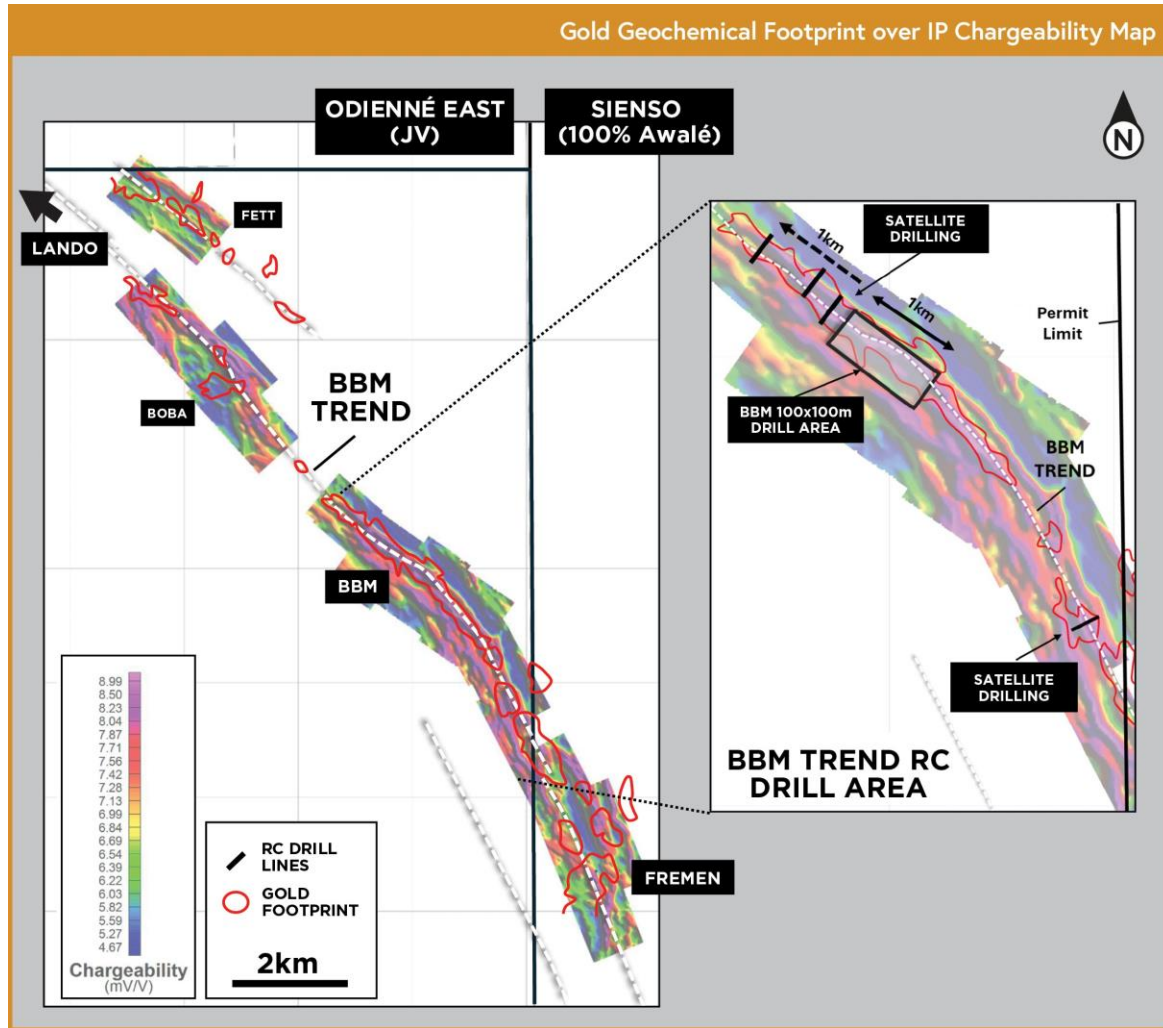 Gold Geochemical Footprint over IP Chargeability Map
ODIENNÉ EAST
(JV)
SIENSO
(100% Awalé)
N
FETT
LANDO
BOBA
BBM
TREND
BBM
FREMEN
8.99
8.50
8.23
8.04
7.87
7.71
7.56
7.42
7.28
7.13
6.99
6.84
6.69
6.54
6.39
6.22
6.03
5.82
5.59
5.27
4.67
Chargeability
(mV/V)
RC DRILL
LINES
GOLD
FOOTPRINT
2km
SATELLITE
DRILLING
1km
1km
Permit
Limit
BBM 100x100m
DRILL AREA
BBM
TREND
SATELLITE
DRILLING
BBM TREND RC
DRILL AREA